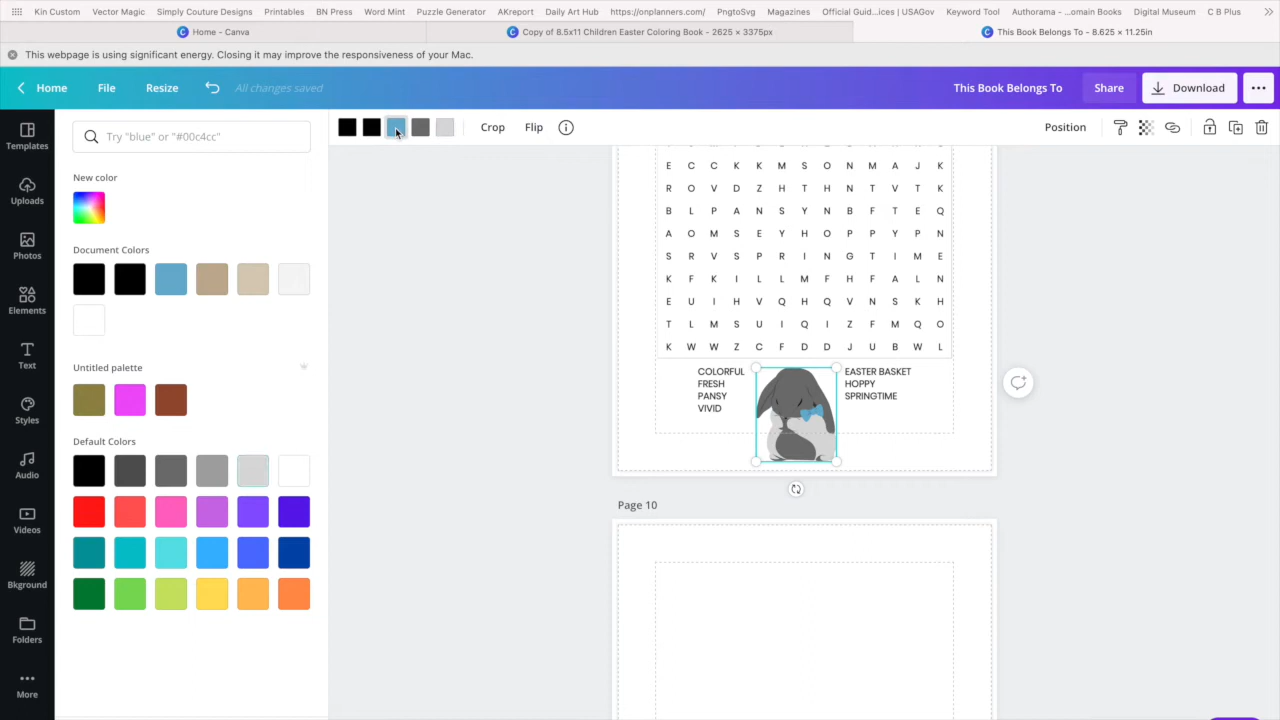 Kin Custom Vector Magic Simply Couture Designs Printables BN Press Word Mint Puzzle Generator AKreport Daily Art Hub https://onplanners.com/ PngtoSvg Magazines Official Guid...ices | USAGov Keyword Tool Authorama - ...omain Books Digital Museum C B Plus
Home - Canva
Copy of 8.5x11 Children Easter Coloring Book - 2625 × 3375px
This Book Belongs To - 8.625 × 11.25in
This webpage is using significant energy. Closing it may improve the responsiveness of your Mac.
Home File Resize All changes saved This Book Belongs To Share Download
Crop Flip Position
Templates
Uploads
Photos
Elements
Text
Styles
Audio
Videos
Bkground
Folders
More
Try "blue" or "#00c4cc"
New color
Document Colors
Untitled palette
Default Colors
E C C K K M S O N M A J K
R O V D Z H T H N T V T K
B L P A N S Y N B F T E Q
A O M S E Y H O P P Y P N
S R V S P R I N G T I M E
K F K I L L M F H F A L N
E U I H V Q H Q V N S K H
T L M S U I Q I Z F M Q O
K W W Z C F D D J U B W L
COLORFUL
FRESH
PANSY
VIVID
EASTER BASKET
HOPPY
SPRINGTIME
Page 10